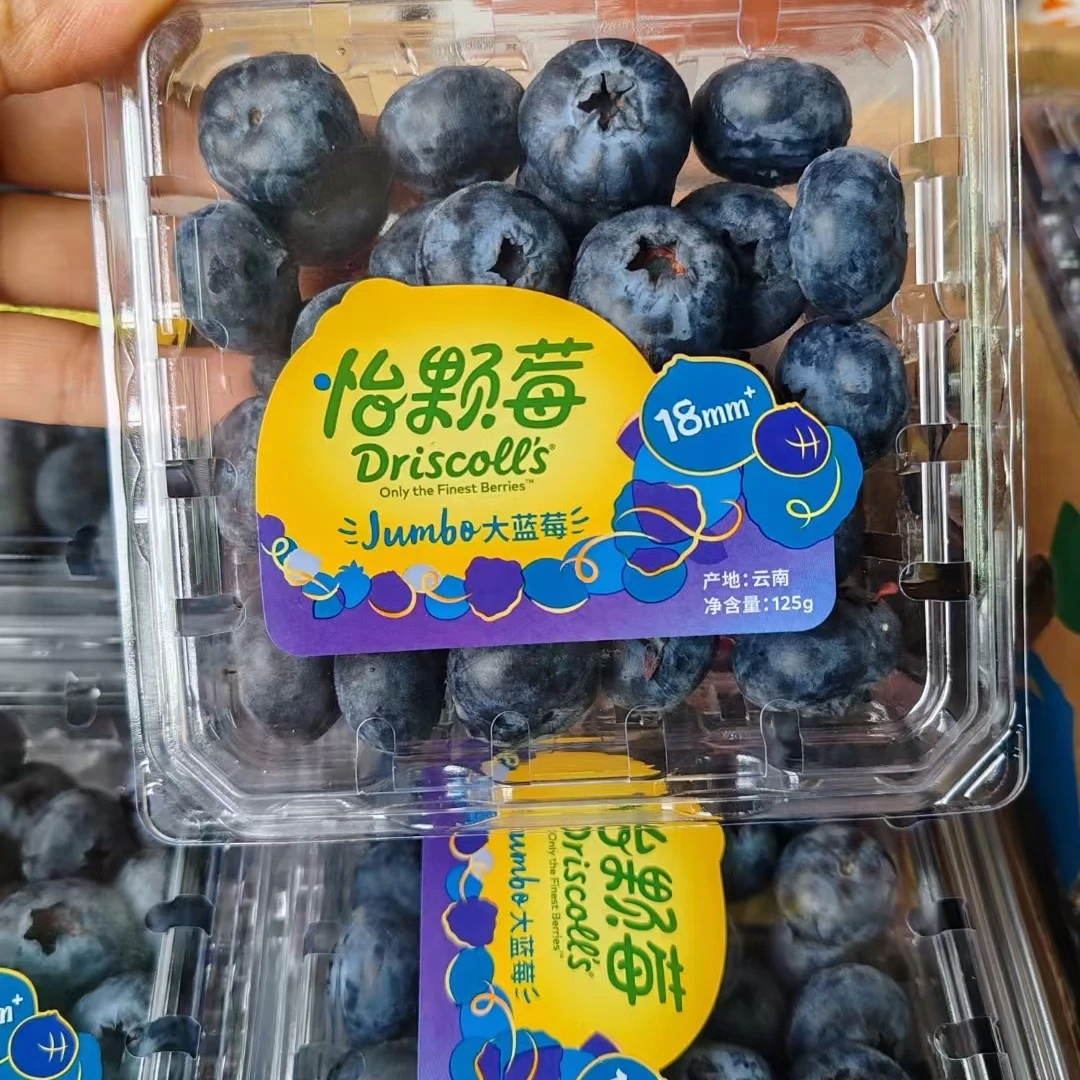 怡颗莓
Driscoll's®
Only the Finest Berries™
Jumbo大蓝莓
18mm+
产地:云南
净含量:125g
怡颗莓
Driscoll's®
Only the Finest Berries™
Jumbo大蓝莓